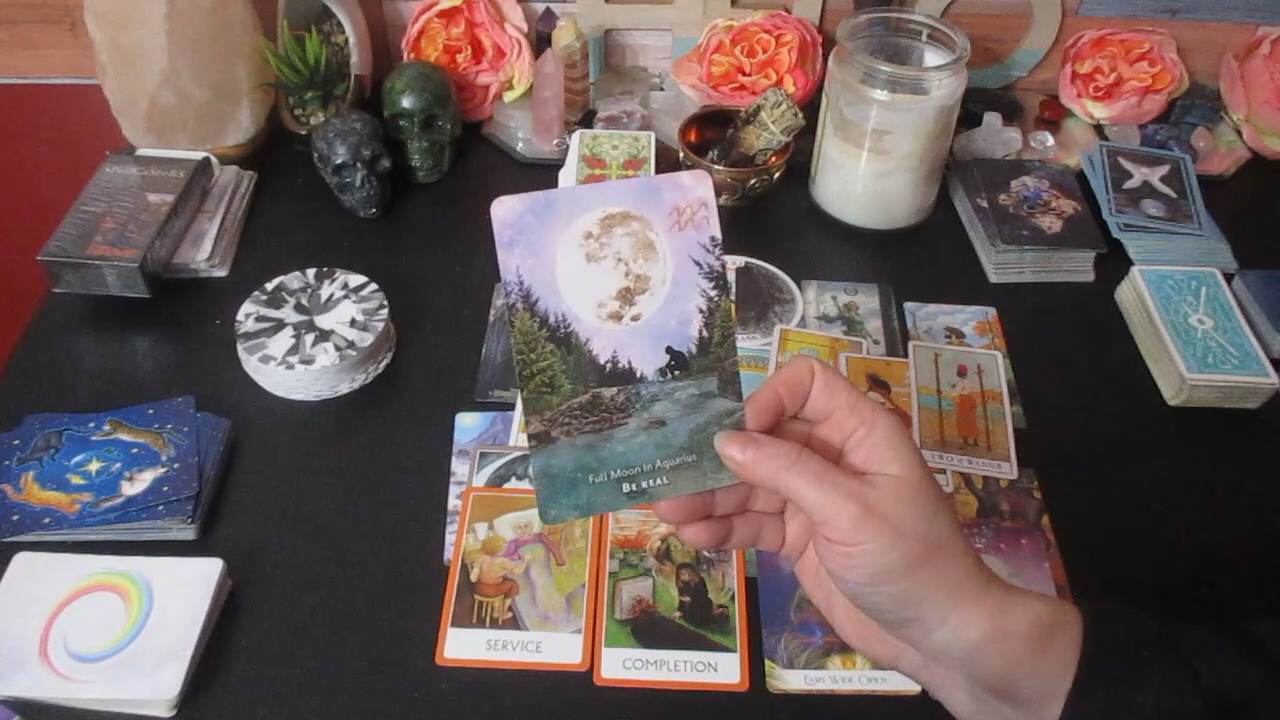 Full Moon in Aquarius
BE REAL
TWO of WANDS
SERVICE
COMPLETION
EARS WIDE OPEN